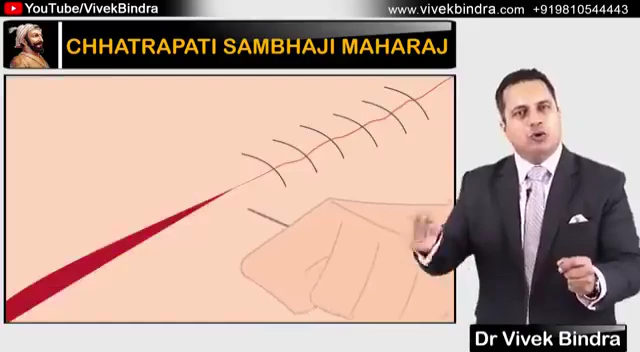 YouTube/VivekBindra
www.vivekbindra.com +919810544443
CHHATRAPATI SAMBHAJI MAHARAJ
Dr Vivek Bindra